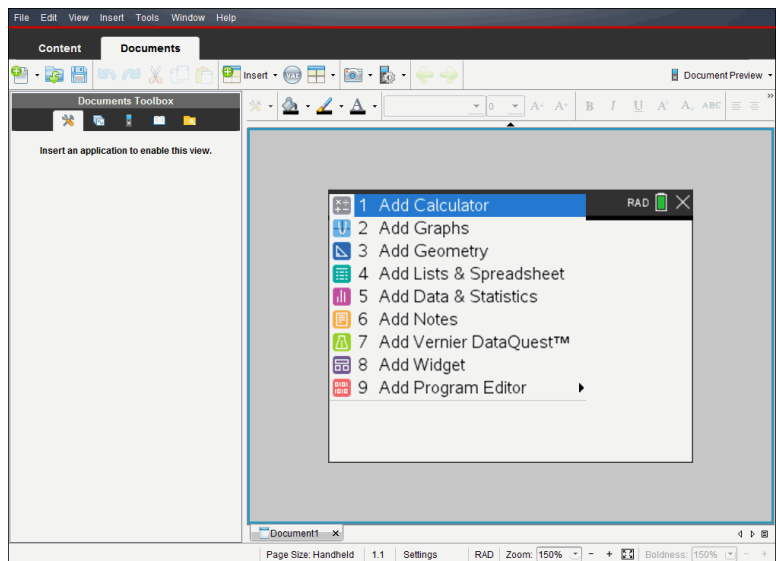 File Edit View Insert Tools Window Help
Content Documents
Insert Document Preview
Documents Toolbox
0 A+ A- B I U A A ABC
Insert an application to enable this view.
RAD
1 Add Calculator
2 Add Graphs
3 Add Geometry
4 Add Lists & Spreadsheet
5 Add Data & Statistics
6 Add Notes
7 Add Vernier DataQuest™
8 Add Widget
9 Add Program Editor
Document1
Page Size: Handheld 1.1 Settings RAD Zoom: 150% - + Boldness: 150% - +